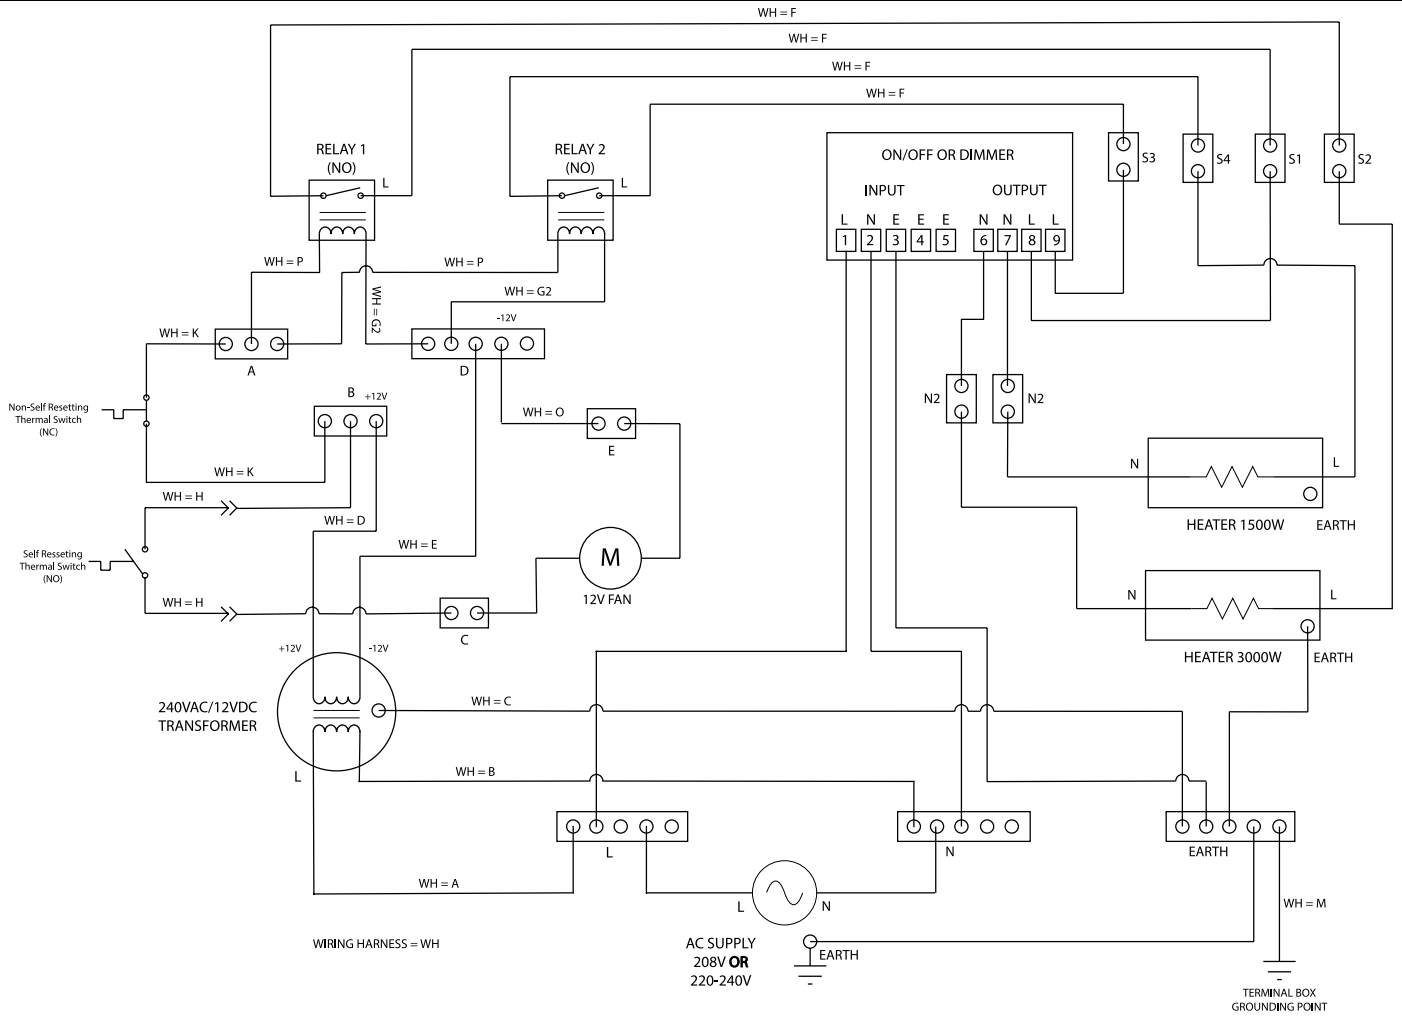 WH = F
WH = F
WH = F
WH = F
RELAY 1
(NO)
L
RELAY 2
(NO)
L
ON/OFF OR DIMMER
INPUT
OUTPUT
L N E E E N N L L
1 2 3 4 5 6 7 8 9
S3
S4
S1
S2
WH = P
WH = P
WH = G2
WH = G2
-12V
WH = K
A
D
B
+12V
Non-Self Resetting
Thermal Switch
(NC)
WH = O
E
N2
N2
WH = K
WH = H
WH = D
WH = E
Self Resseting
Thermal Switch
(NO)
WH = H
C
M
12V FAN
N
L
HEATER 1500W
EARTH
N
L
HEATER 3000W
EARTH
+12V
-12V
240VAC/12VDC
TRANSFORMER
L
WH = C
WH = B
L
N
EARTH
WH = A
L
N
WH = M
WIRING HARNESS = WH
AC SUPPLY
208V OR
220-240V
EARTH
TERMINAL BOX
GROUNDING POINT